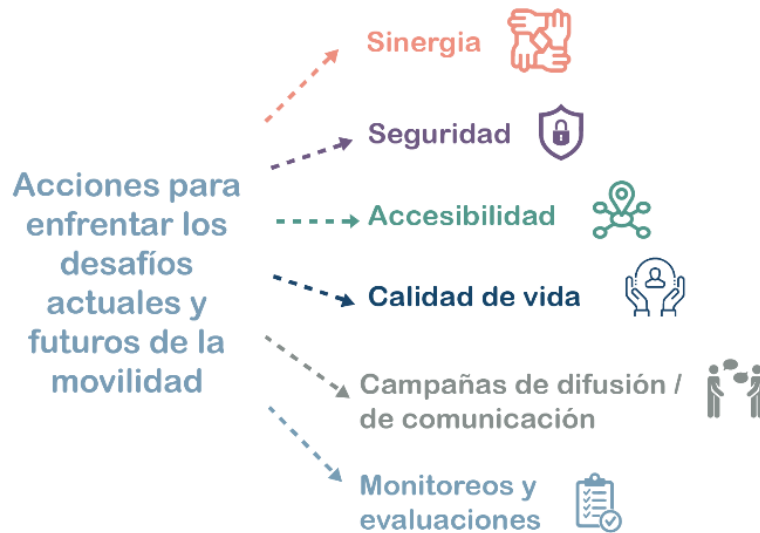 Acciones para
enfrentar los
desafíos
actuales y
futuros de la
movilidad
Sinergia
Seguridad
Accesibilidad
Calidad de vida
Campañas de difusión /
de comunicación
Monitoreos y
evaluaciones